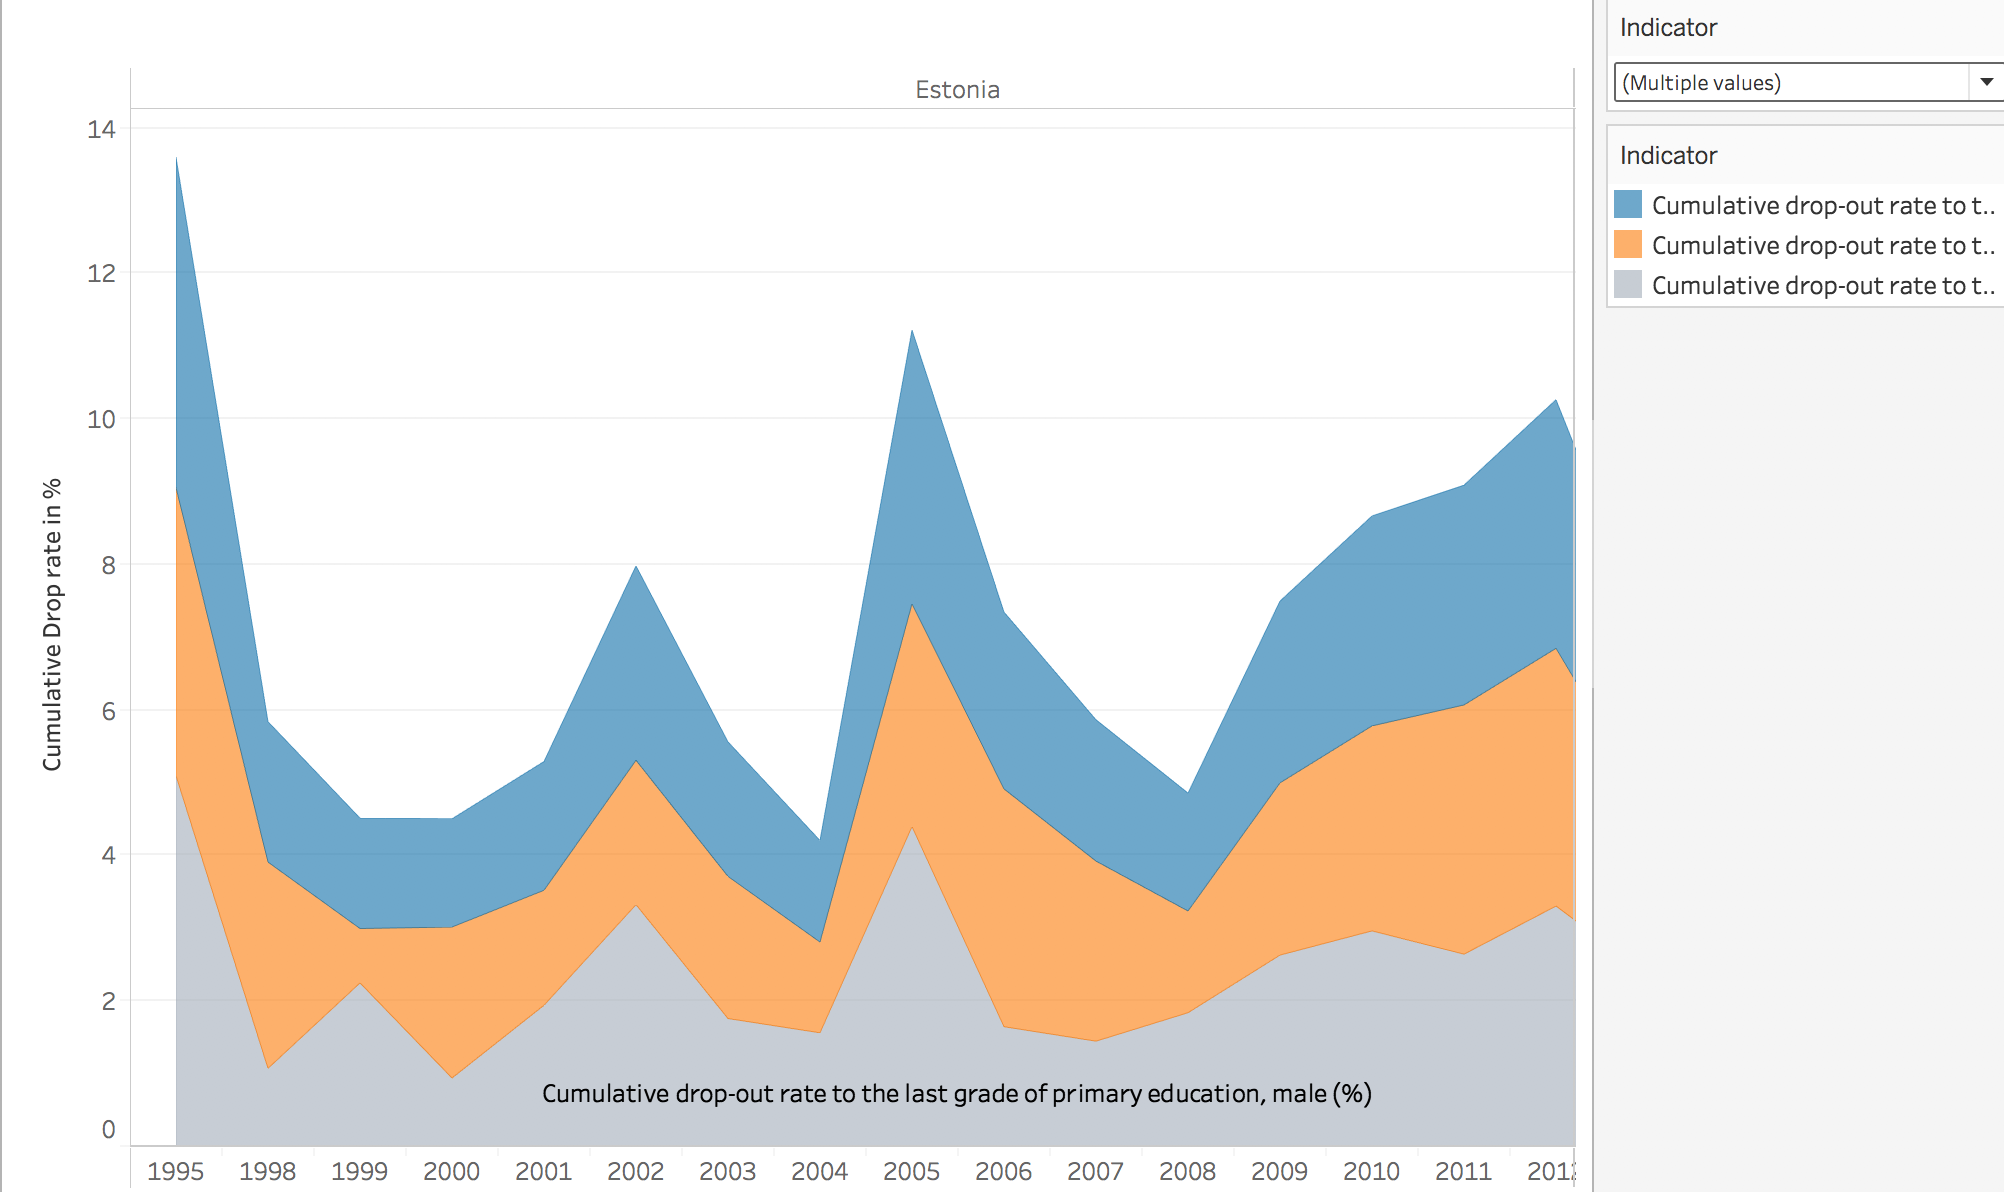 Estonia
14
12
10
8
6
4
2
0
Cumulative Drop rate in %
Cumulative drop-out rate to the last grade of primary education, male (%)
1995 1998 1999 2000 2001 2002 2003 2004 2005 2006 2007 2008 2009 2010 2011
Indicator
(Multiple values)
Indicator
Cumulative drop-out rate to t..
Cumulative drop-out rate to t..
Cumulative drop-out rate to t..